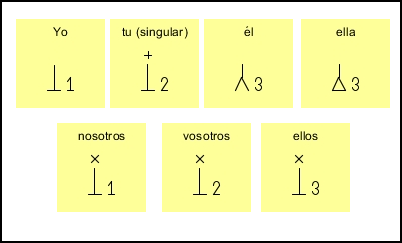 Yo
tu (singular)
él
ella
1
+
2
3
3
nosotros
vosotros
ellos
×
1
×
2
×
3